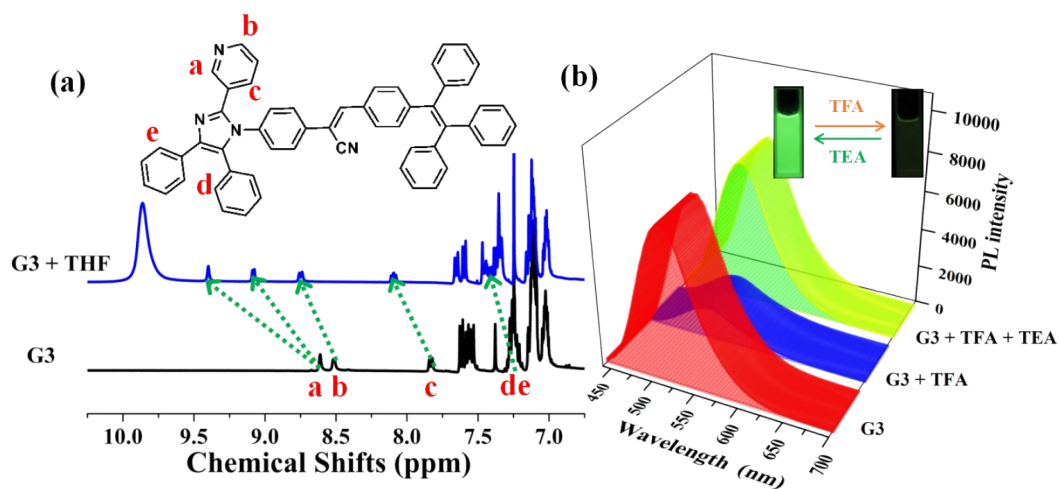 (a)
b
N
a
c
N
N
CN
e
d
G3 + THF
G3
a b c de
10.0 9.5 9.0 8.5 8.0 7.5 7.0
Chemical Shifts (ppm)
(b)
TFA
TEA
10000
8000
6000
4000
2000
0
PL intensity
G3 + TFA + TEA
G3 + TFA
G3
450 500 550 600 650 700
Wavelength (nm)